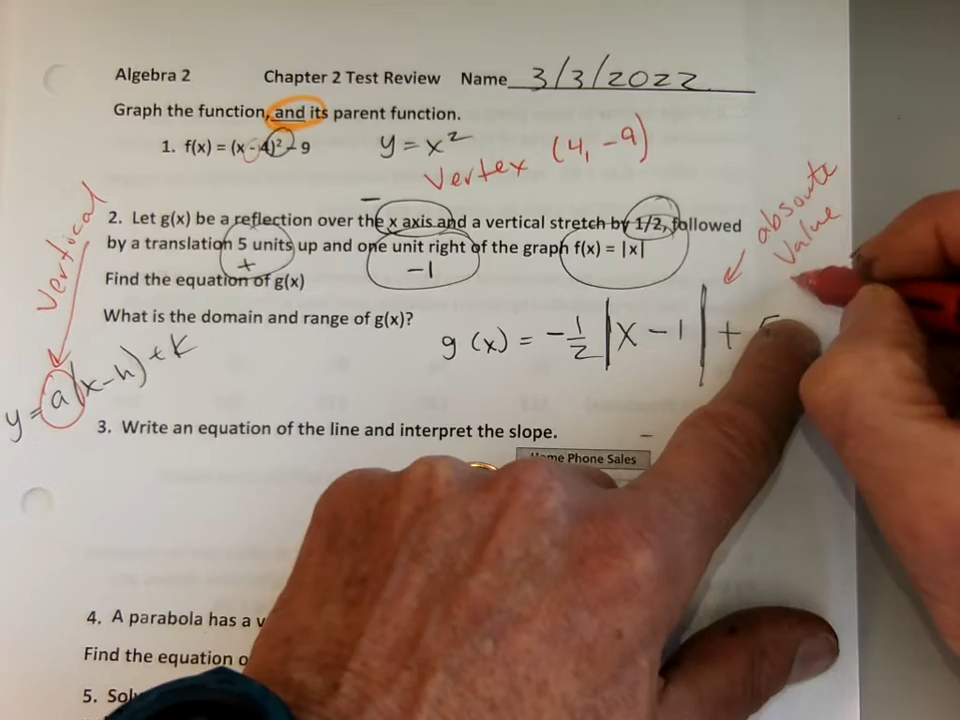 Algebra 2 Chapter 2 Test Review Name 3/3/2022
Graph the function, and its parent function.
1. f(x) = (x - 4)² - 9 y = x²
Vertex (4, -9)
2. Let g(x) be a reflection over the x axis and a vertical stretch by 1/2, followed
by a translation 5 units up and one unit right of the graph f(x) = |x|
−
+
-1
absoute
value
Vertical
Find the equation of g(x)
What is the domain and range of g(x)?
g (x) = -1/2 |x - 1| + 5
y = a(x-h) + K
3. Write an equation of the line and interpret the slope.
Home Phone Sales
4. A parabola has a
Find the equation
5.